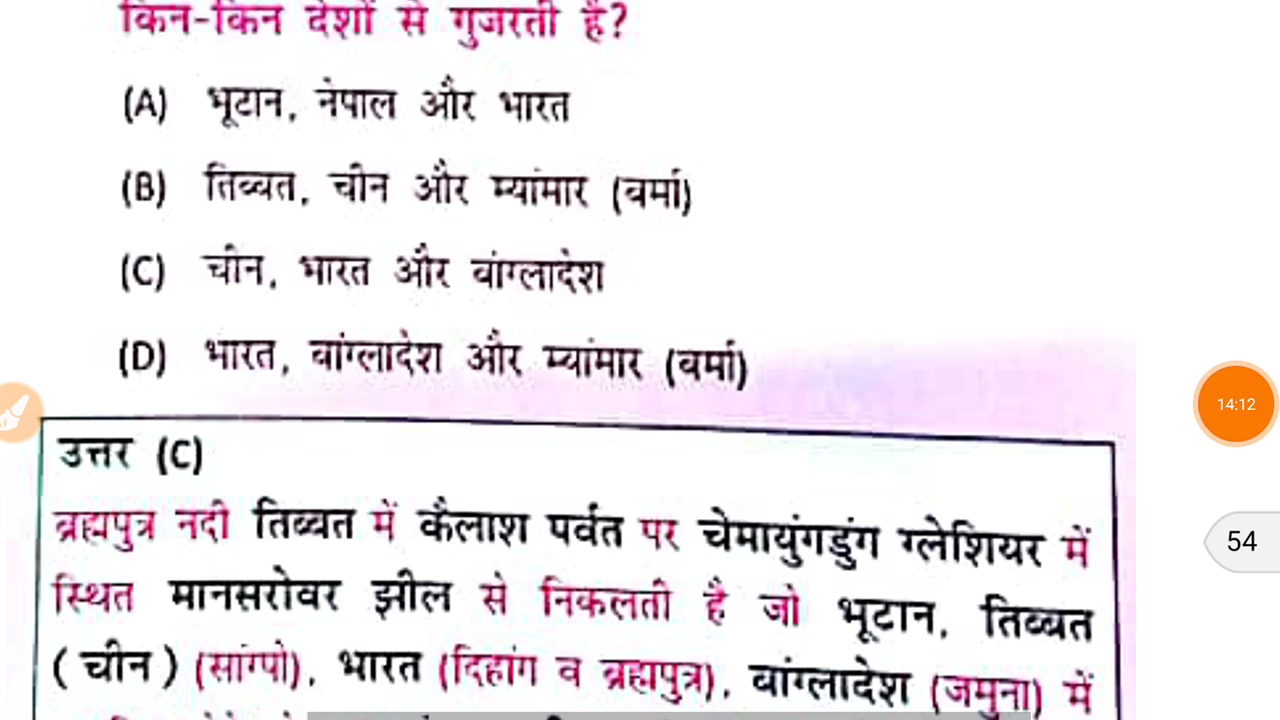 किन-किन देशों से गुजरती है?
(A) भूटान, नेपाल और भारत
(B) तिब्बत, चीन और म्यांमार (वर्मा)
(C) चीन, भारत और बांग्लादेश
(D) भारत, बांग्लादेश और म्यांमार (वर्मा)
14:12
उत्तर (C)
ब्रह्मपुत्र नदी तिब्बत में कैलाश पर्वत पर चेमायुंगडुंग ग्लेशियर में
54
स्थित मानसरोवर झील से निकलती है जो भूटान, तिब्बत
(चीन) (सांग्पो), भारत (दिहांग व ब्रह्मपुत्र), बांग्लादेश (जमुना) में